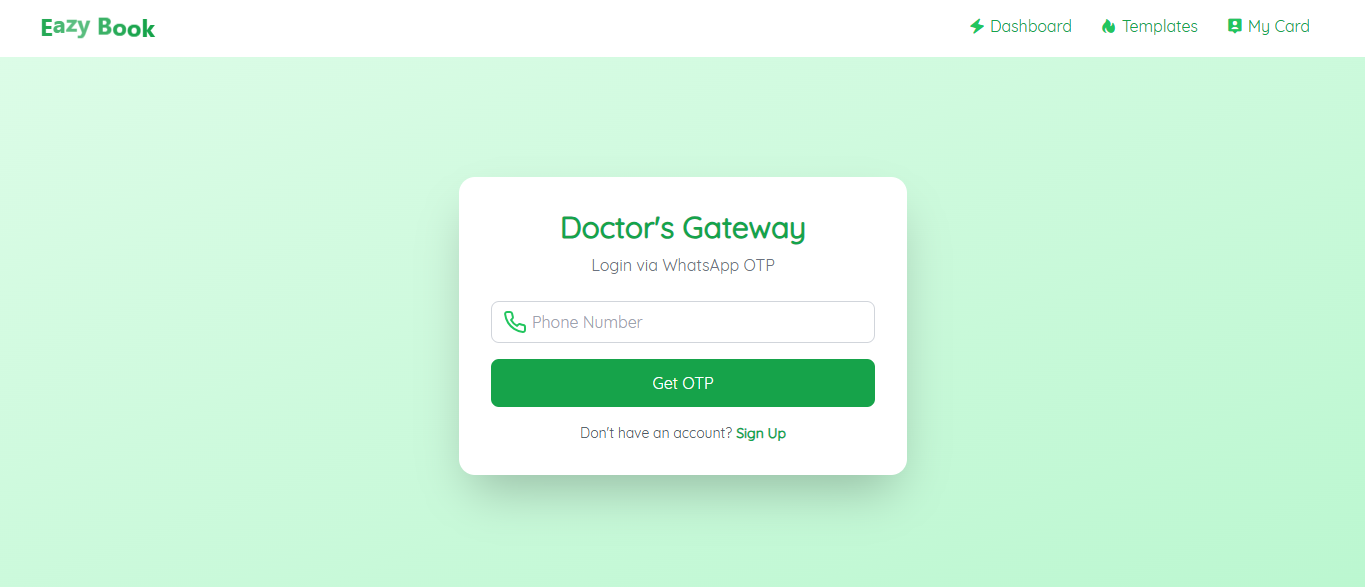 Eazy Book
Dashboard
Templates
My Card
Doctor's Gateway
Login via WhatsApp OTP
Phone Number
Get OTP
Don't have an account? Sign Up